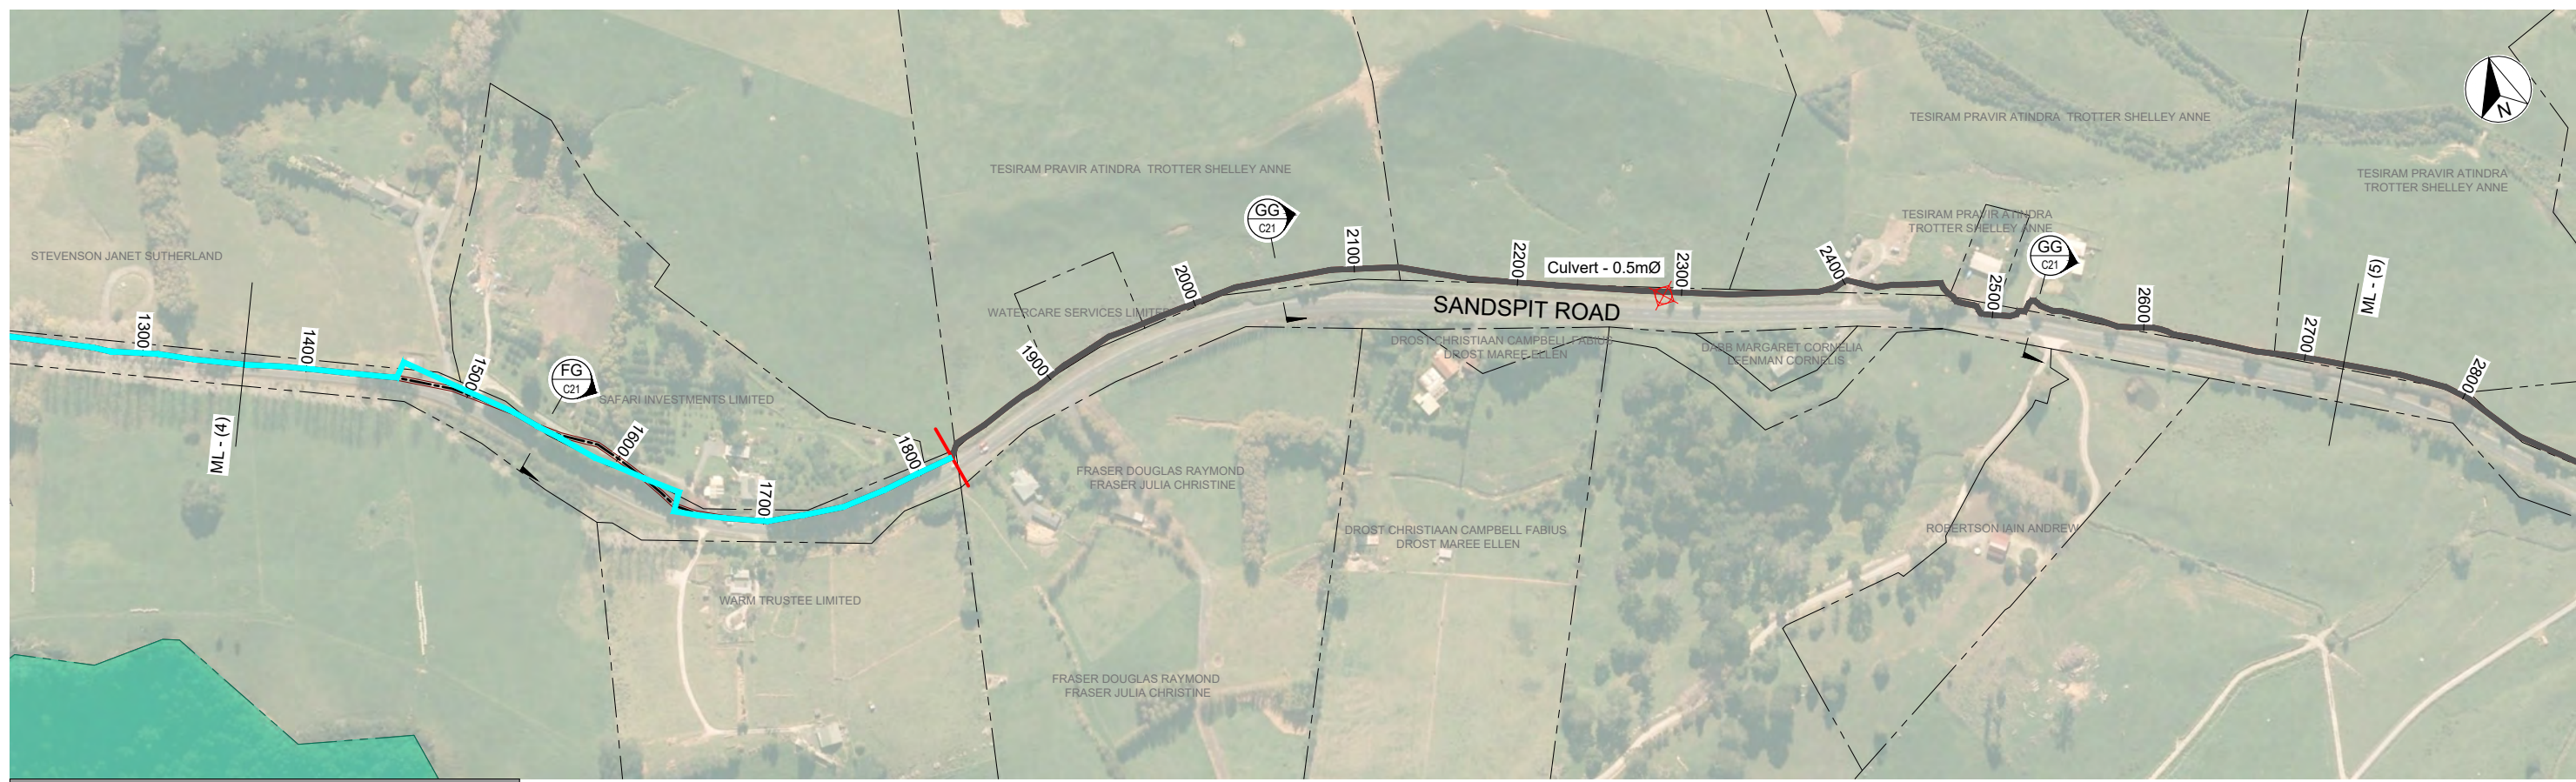 N
TESIRAM PRAVIR ATINDRA  TROTTER SHELLEY ANNE
TESIRAM PRAVIR ATINDRA  TROTTER SHELLEY ANNE
TESIRAM PRAVIR ATINDRA
TROTTER SHELLEY ANNE
TESIRAM PRAVIR ATINDRA
TROTTER SHELLEY ANNE
GG
C21
GG
C21
STEVENSON JANET SUTHERLAND
WATERCARE SERVICES LIMITED
Culvert - 0.5mØ
SANDSPIT ROAD
1300
1400
1500
1600
1700
1800
1900
2000
2100
2200
2300
2400
2500
2600
2700
2800
ML - (4)
ML - (5)
FG
C21
SAFARI INVESTMENTS LIMITED
DROST CHRISTIAAN CAMPBELL FABIUS
DROST MAREE ELLEN
DABB MARGARET CORNELIA
LEENMAN CORNELIS
FRASER DOUGLAS RAYMOND
FRASER JULIA CHRISTINE
DROST CHRISTIAAN CAMPBELL FABIUS
DROST MAREE ELLEN
ROBERTSON IAIN ANDREW
WARM TRUSTEE LIMITED
FRASER DOUGLAS RAYMOND
FRASER JULIA CHRISTINE